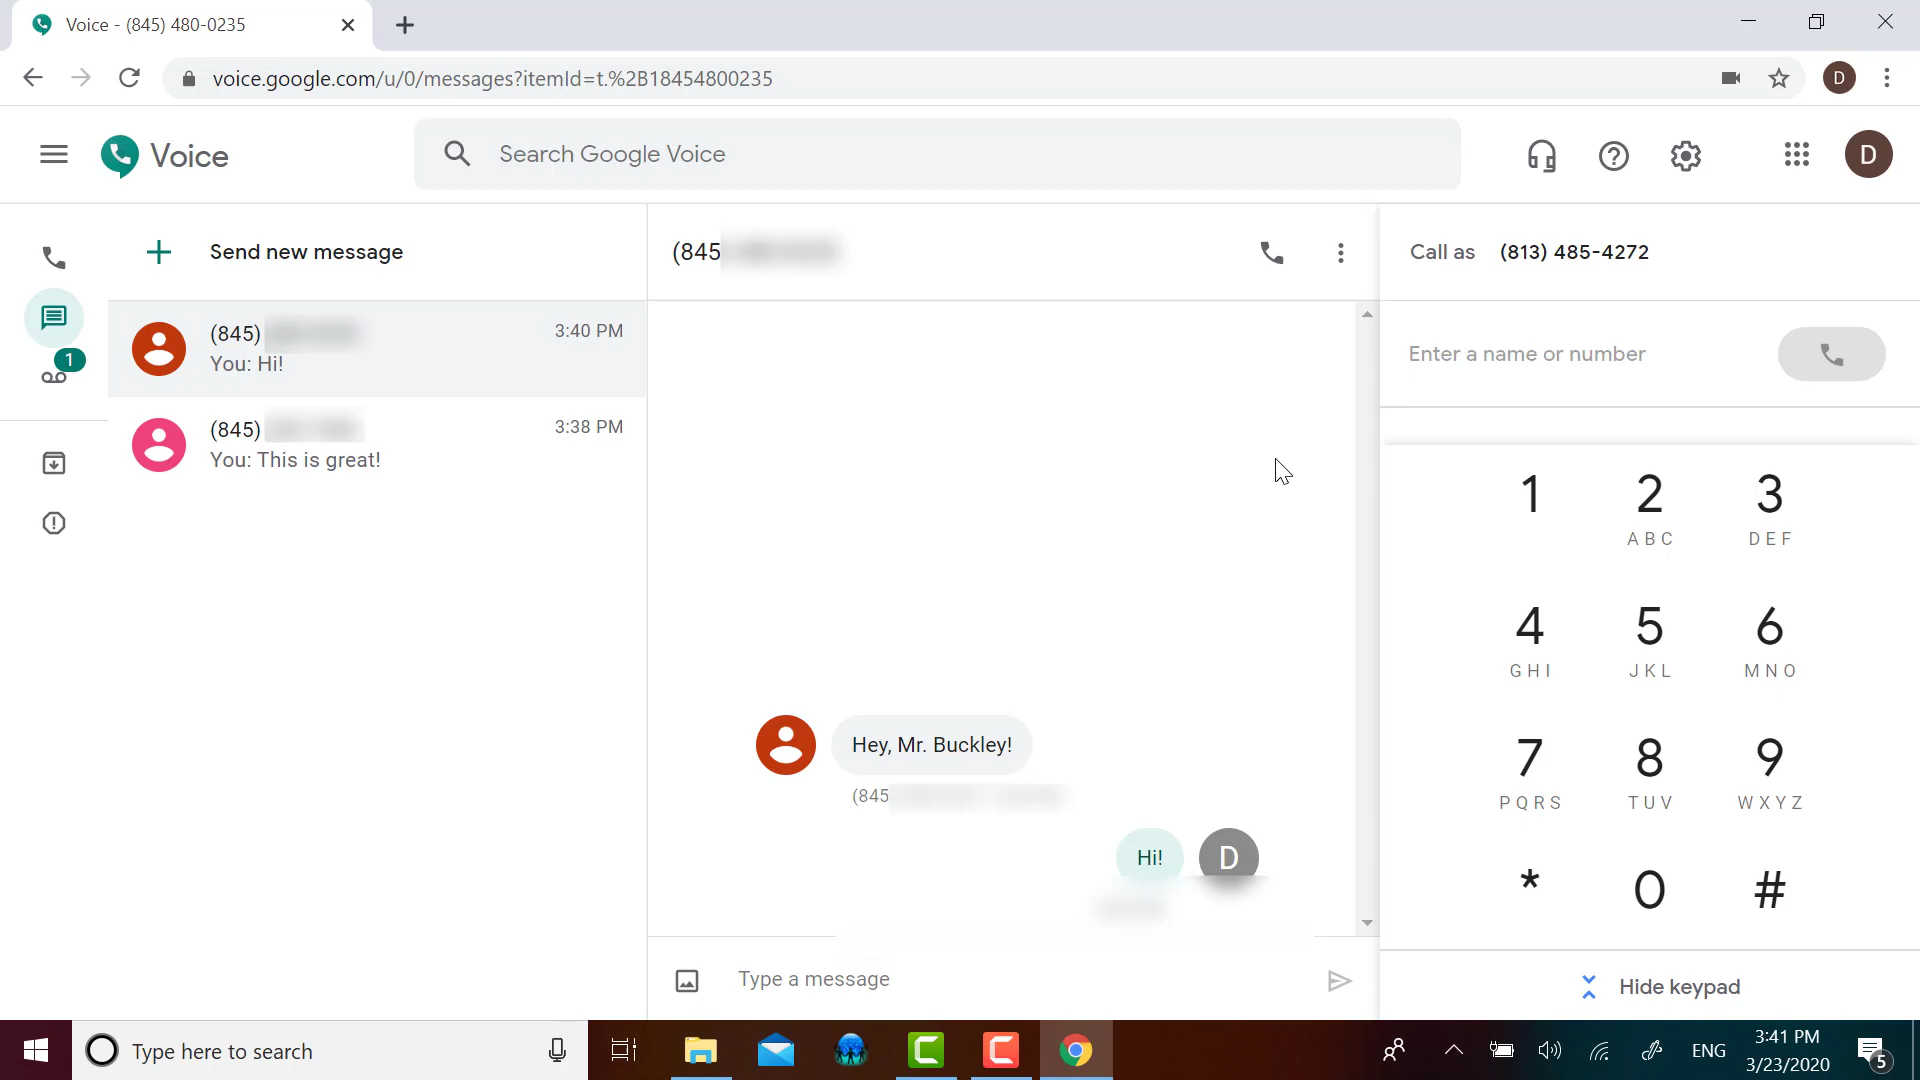 Voice - (845) 480-0235
voice.google.com/u/0/messages?itemId=t.%2B18454800235
D
Voice
Search Google Voice
D
Send new message
(845
Call as (813) 485-4272
1
(845)
3:40 PM
You: Hi!
Enter a name or number
(845)
3:38 PM
You: This is great!
1
2
ABC
3
DEF
4
GHI
5
JKL
6
MNO
7
PQRS
8
TUV
9
WXYZ
*
0
#
Hey, Mr. Buckley!
(845
Hi!
D
Type a message
Hide keypad
Type here to search
ENG
3:41 PM
3/23/2020
5